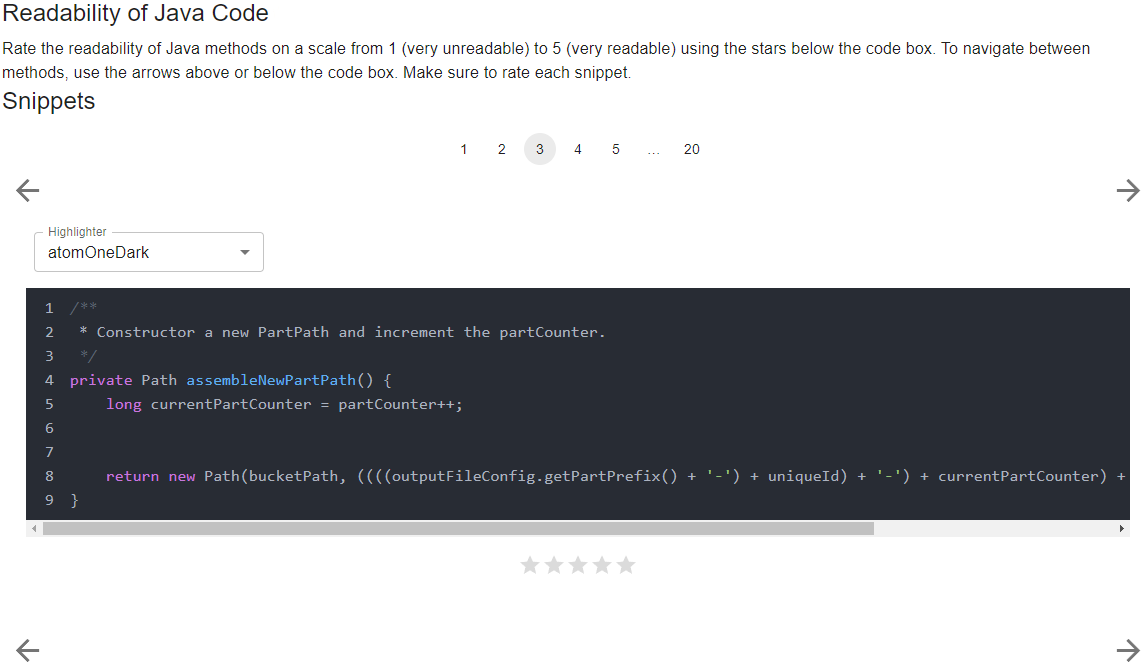 Readability of Java Code
Rate the readability of Java methods on a scale from 1 (very unreadable) to 5 (very readable) using the stars below the code box. To navigate between
methods, use the arrows above or below the code box. Make sure to rate each snippet.
Snippets
1 2 3 4 5 ... 20
Highlighter
atomOneDark
1 /**
2  * Constructor a new PartPath and increment the partCounter.
3  */
4 private Path assembleNewPartPath() {
5     long currentPartCounter = partCounter++;
6
7
8     return new Path(bucketPath, ((((outputFileConfig.getPartPrefix() + '-') + uniqueId) + '-') + currentPartCounter) +
9 }